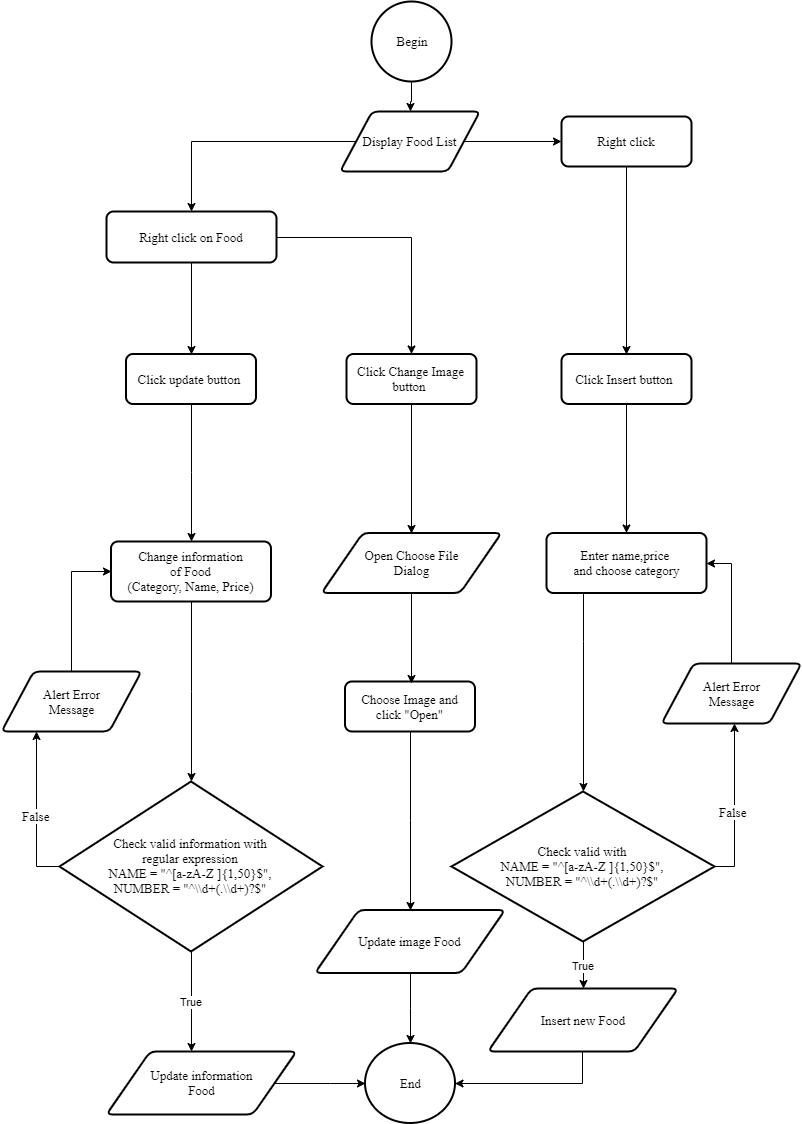 Begin
Display Food List
Right click
Right click on Food
Click update button
Click Change Image
button
Click Insert button
Change information
of Food
(Category, Name, Price)
Open Choose File
Dialog
Enter name,price
and choose category
Alert Error
Message
Choose Image and
click "Open"
Alert Error
Message
False
False
Check valid information with
regular expression
NAME = "^[a-zA-Z ]{1,50}$",
NUMBER = "^\\d+(.\\d+)?$"
Check valid with
NAME = "^[a-zA-Z ]{1,50}$",
NUMBER = "^\\d+(.\\d+)?$"
Update image Food
True
True
Insert new Food
Update information
Food
End